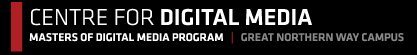 CENTRE FOR DIGITAL MEDIA
MASTERS OF DIGITAL MEDIA PROGRAM | GREAT NORTHERN WAY CAMPUS